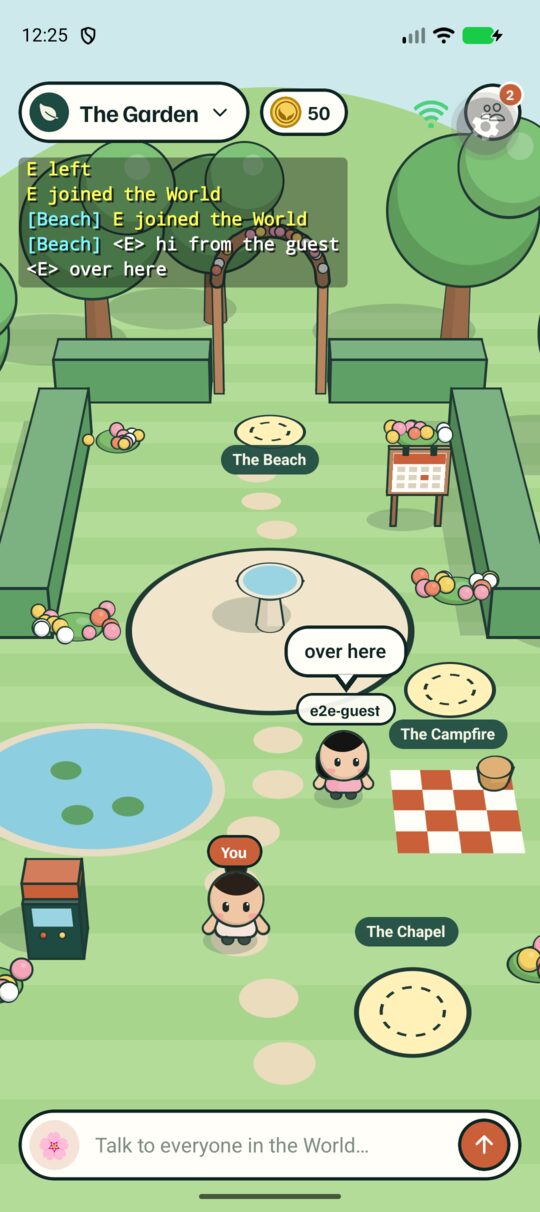 12:25
The Garden
50
2
E left
E joined the World
[Beach] E joined the World
[Beach] <E> hi from the guest
<E> over here
The Beach
over here
e2e-guest
The Campfire
You
The Chapel
Talk to everyone in the World…